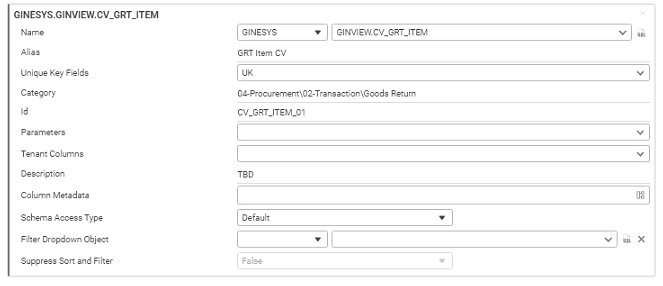 GINESYS.GINVIEW.CV_GRT_ITEM
Name GINESYS GINVIEW.CV_GRT_ITEM
Alias GRT Item CV
Unique Key Fields UK
Category 04-Procurement\02-Transaction\Goods Return
Id CV_GRT_ITEM_01
Parameters
Tenant Columns
Description TBD
Column Metadata
Schema Access Type Default
Filter Dropdown Object
Suppress Sort and Filter False